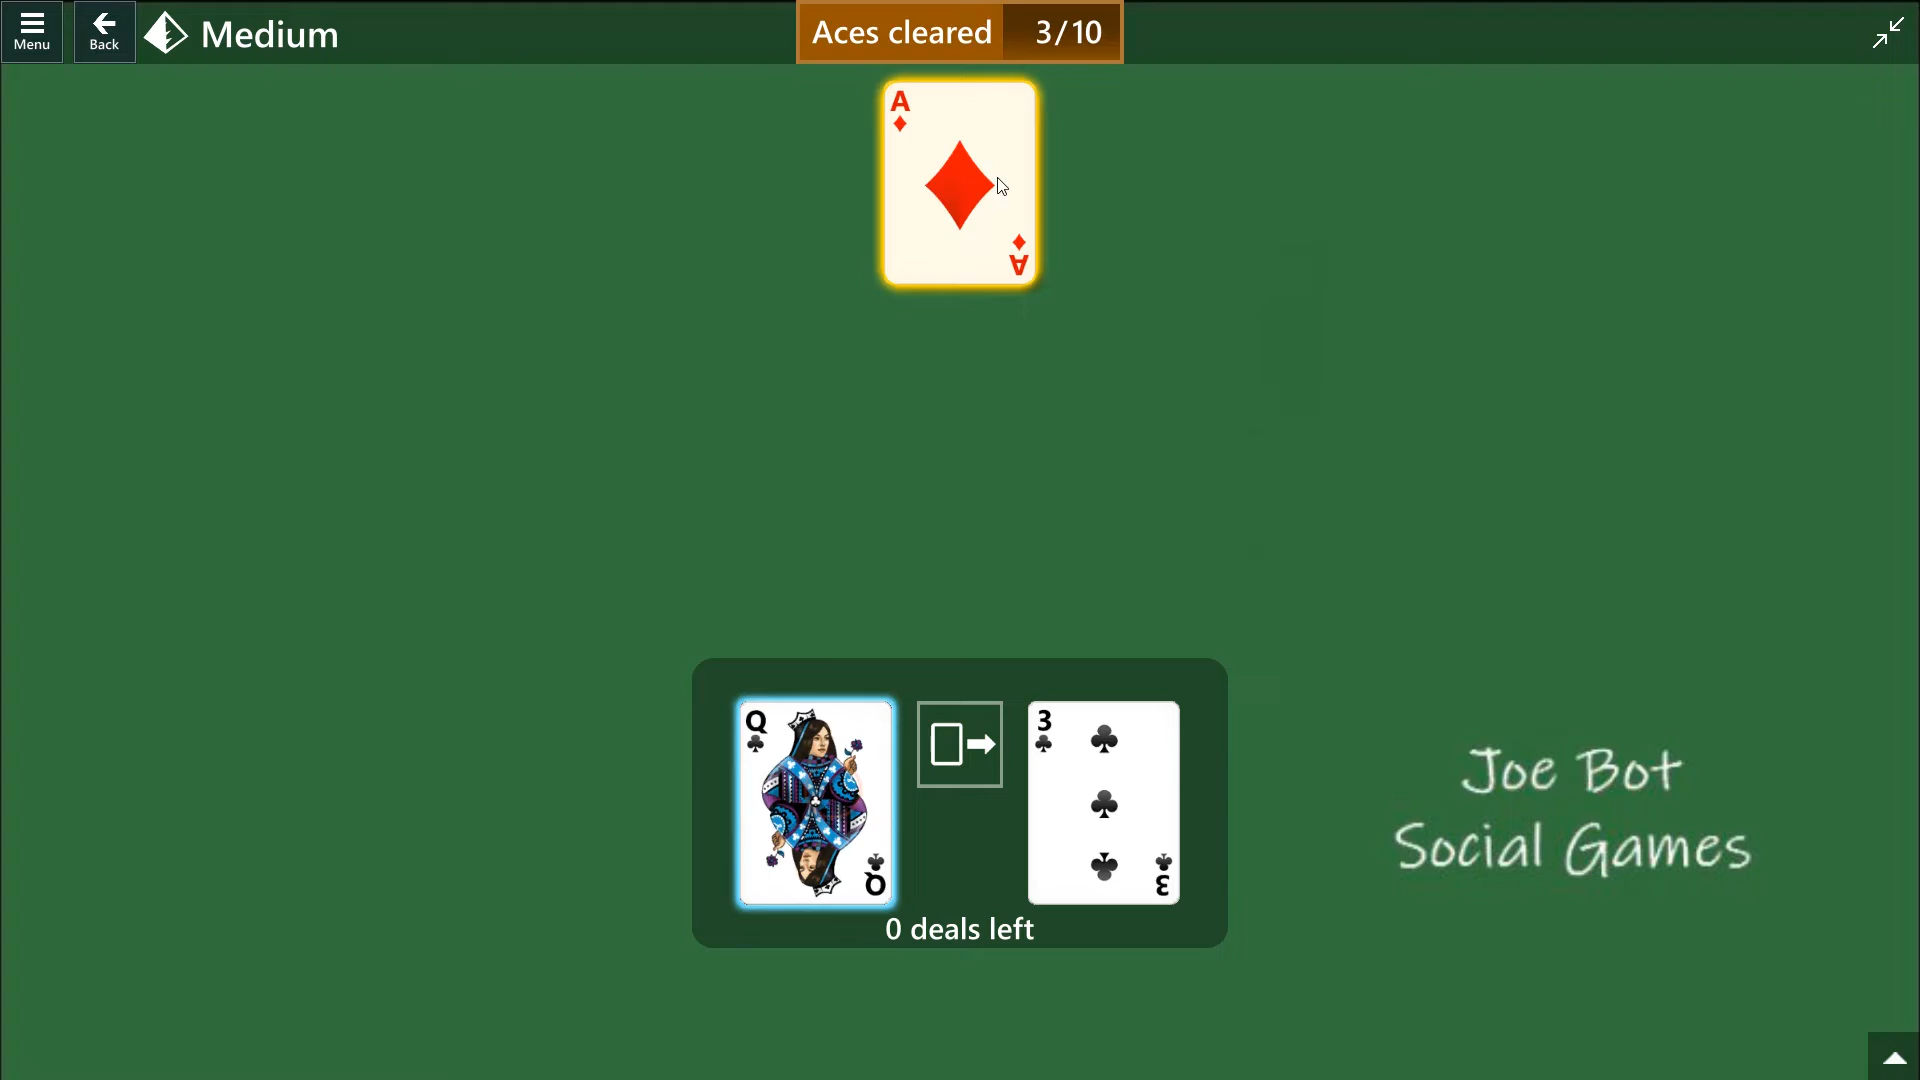 Menu
Back
Medium
Aces cleared 3/10
A
A
Q
3
Q
3
0 deals left
Joe Bot
Social Games